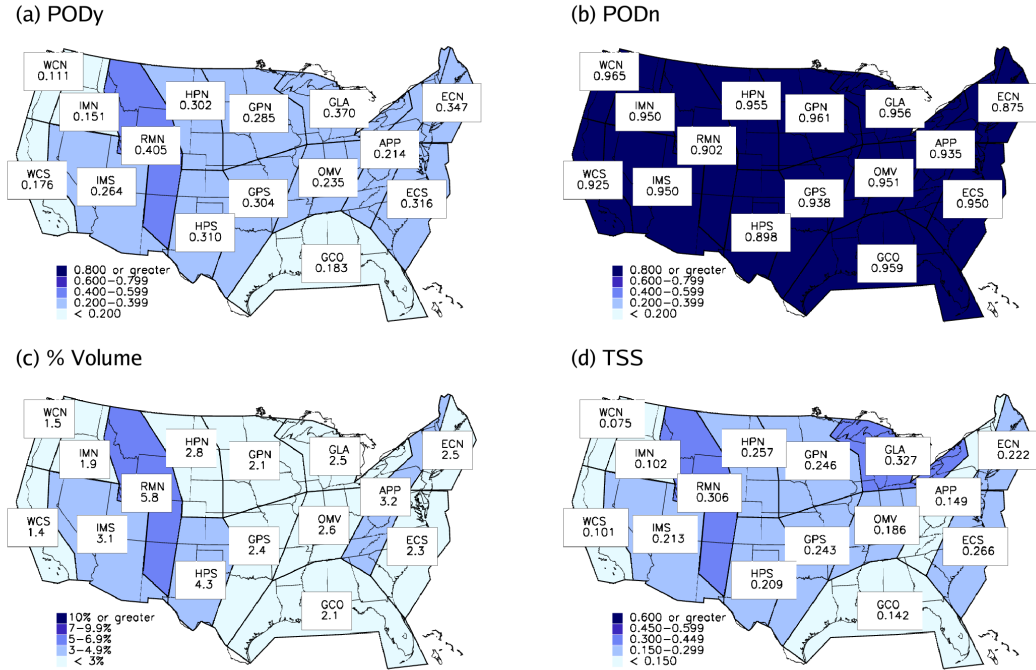 (a) PODy
WCN
0.111
IMN
0.151
HPN
0.302
GPN
0.285
GLA
0.370
ECN
0.347
RMN
0.405
APP
0.214
WCS
0.176
IMS
0.264
GPS
0.304
OMV
0.235
ECS
0.316
HPS
0.310
GCO
0.183
0.800 or greater
0.600-0.799
0.400-0.599
0.200-0.399
< 0.200
(b) PODn
WCN
0.965
IMN
0.950
HPN
0.955
GPN
0.961
GLA
0.956
ECN
0.875
RMN
0.902
APP
0.935
WCS
0.925
IMS
0.950
GPS
0.938
OMV
0.951
ECS
0.950
HPS
0.898
GCO
0.959
0.800 or greater
0.600-0.799
0.400-0.599
0.200-0.399
< 0.200
(c) % Volume
WCN
1.5
IMN
1.9
HPN
2.8
GPN
2.1
GLA
2.5
ECN
2.5
RMN
5.8
APP
3.2
WCS
1.4
IMS
3.1
GPS
2.4
OMV
2.6
ECS
2.3
HPS
4.3
GCO
2.1
10% or greater
7-9.9%
5-6.9%
3-4.9%
< 3%
(d) TSS
WCN
0.075
IMN
0.102
HPN
0.257
GPN
0.246
GLA
0.327
ECN
0.222
RMN
0.306
APP
0.149
WCS
0.101
IMS
0.213
GPS
0.243
OMV
0.186
ECS
0.266
HPS
0.209
GCO
0.142
0.600 or greater
0.450-0.599
0.300-0.449
0.150-0.299
< 0.150